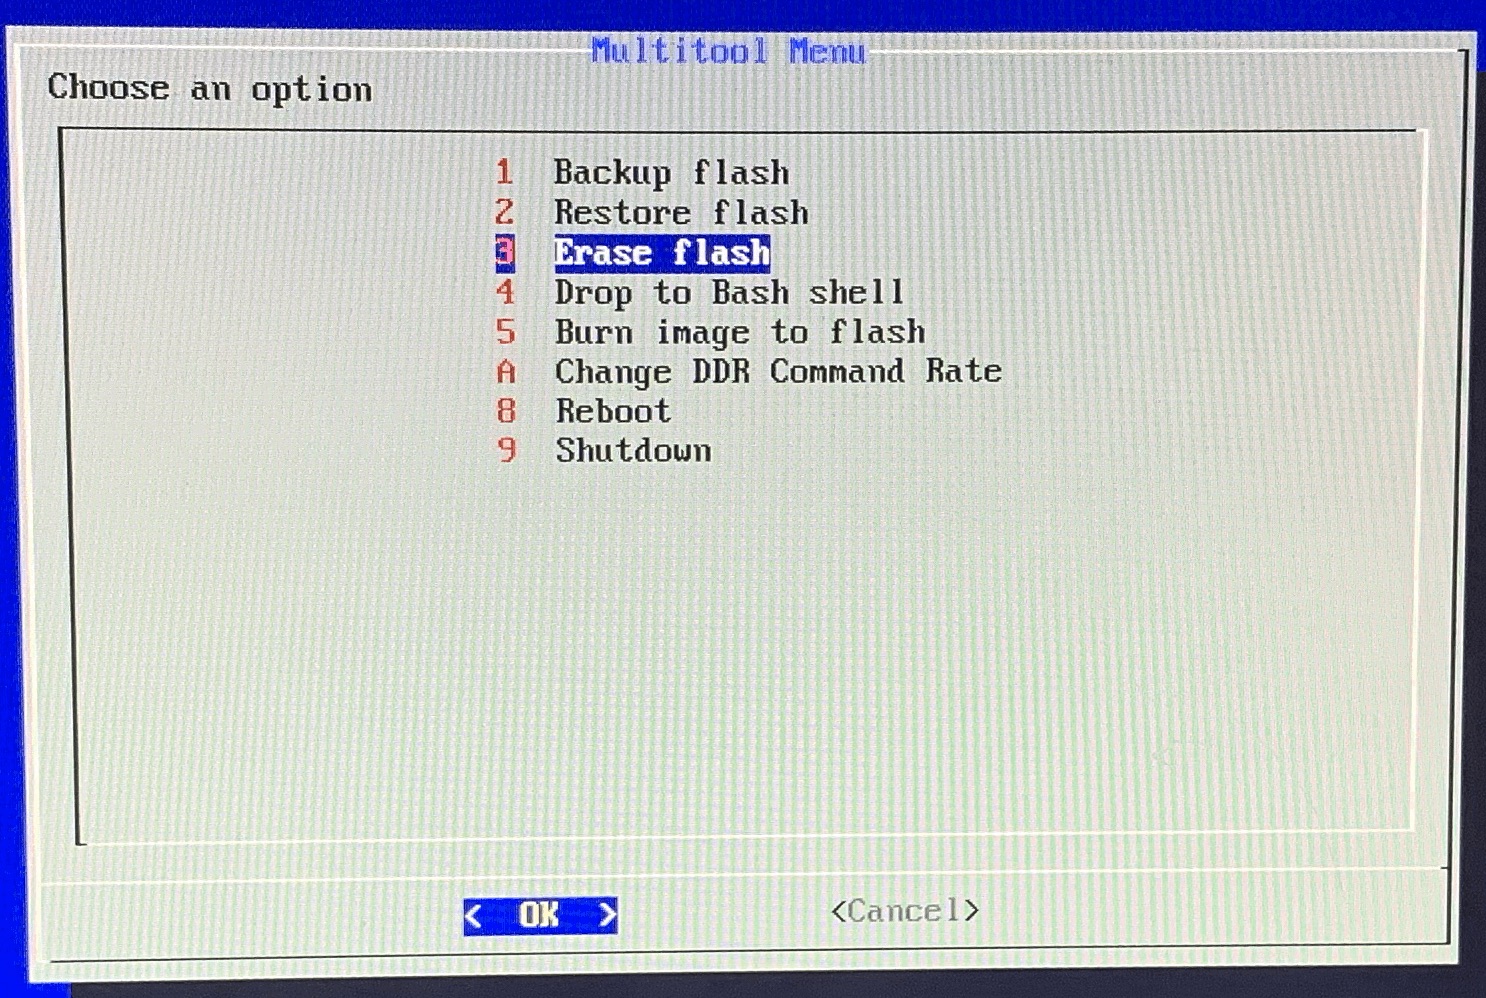 Multitool Menu
Choose an option
1 Backup flash
2 Restore flash
3 Erase flash
4 Drop to Bash shell
5 Burn image to flash
A Change DDR Command Rate
8 Reboot
9 Shutdown
< OK > <Cancel>